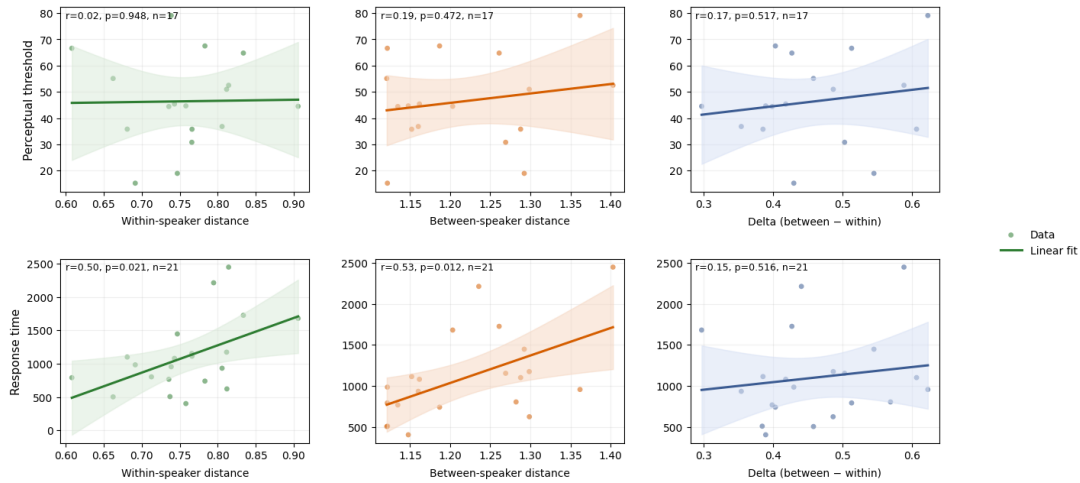 r=0.02, p=0.948, n=17
r=0.19, p=0.472, n=17
r=0.17, p=0.517, n=17
Perceptual threshold
80
70
60
50
40
30
20
80
70
60
50
40
30
20
80
70
60
50
40
30
20
0.60 0.65 0.70 0.75 0.80 0.85 0.90
1.15 1.20 1.25 1.30 1.35 1.40
0.3 0.4 0.5 0.6
Within-speaker distance
Between-speaker distance
Delta (between − within)
Data
Linear fit
r=0.50, p=0.021, n=21
r=0.53, p=0.012, n=21
r=0.15, p=0.516, n=21
Response time
2500
2000
1500
1000
500
0
2500
2000
1500
1000
500
2500
2000
1500
1000
500
0.60 0.65 0.70 0.75 0.80 0.85 0.90
1.15 1.20 1.25 1.30 1.35 1.40
0.3 0.4 0.5 0.6
Within-speaker distance
Between-speaker distance
Delta (between − within)